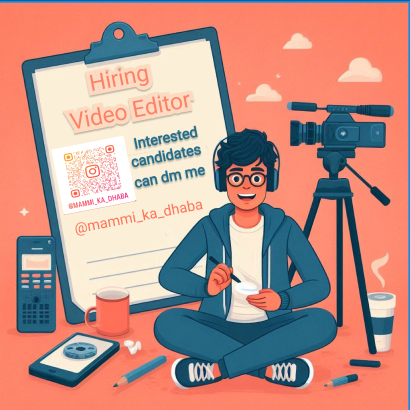 Hiring
Video Editor
Interested
candidates
can dm me
@MAMMI_KA_DHABA
@mammi_ka_dhaba